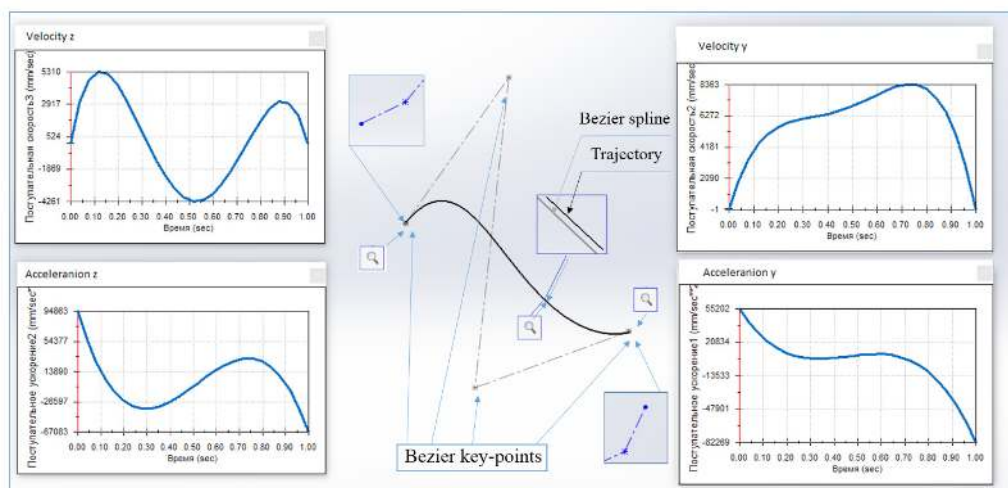 Velocity z
Поступательная скорость3 (mm/sec)
5310
2917
524
-1869
-4261
0.00 0.10 0.20 0.30 0.40 0.50 0.60 0.70 0.80 0.90 1.00
Время (sec)
Acceleranion z
Поступательное ускорение2 (mm/sec**
94863
54377
13890
-26597
-67083
0.00 0.10 0.20 0.30 0.40 0.50 0.60 0.70 0.80 0.90 1.00
Время (sec)
Bezier spline
Trajectory
Bezier key-points
Velocity y
Поступательная скорость2 (mm/sec)
8363
6272
4181
2090
-1
0.00 0.10 0.20 0.30 0.40 0.50 0.60 0.70 0.80 0.90 1.00
Время (sec)
Acceleranion y
Поступательное ускорение1 (mm/sec**2
55202
20834
-13533
-47901
-82269
0.00 0.10 0.20 0.30 0.40 0.50 0.60 0.70 0.80 0.90 1.00
Время (sec)